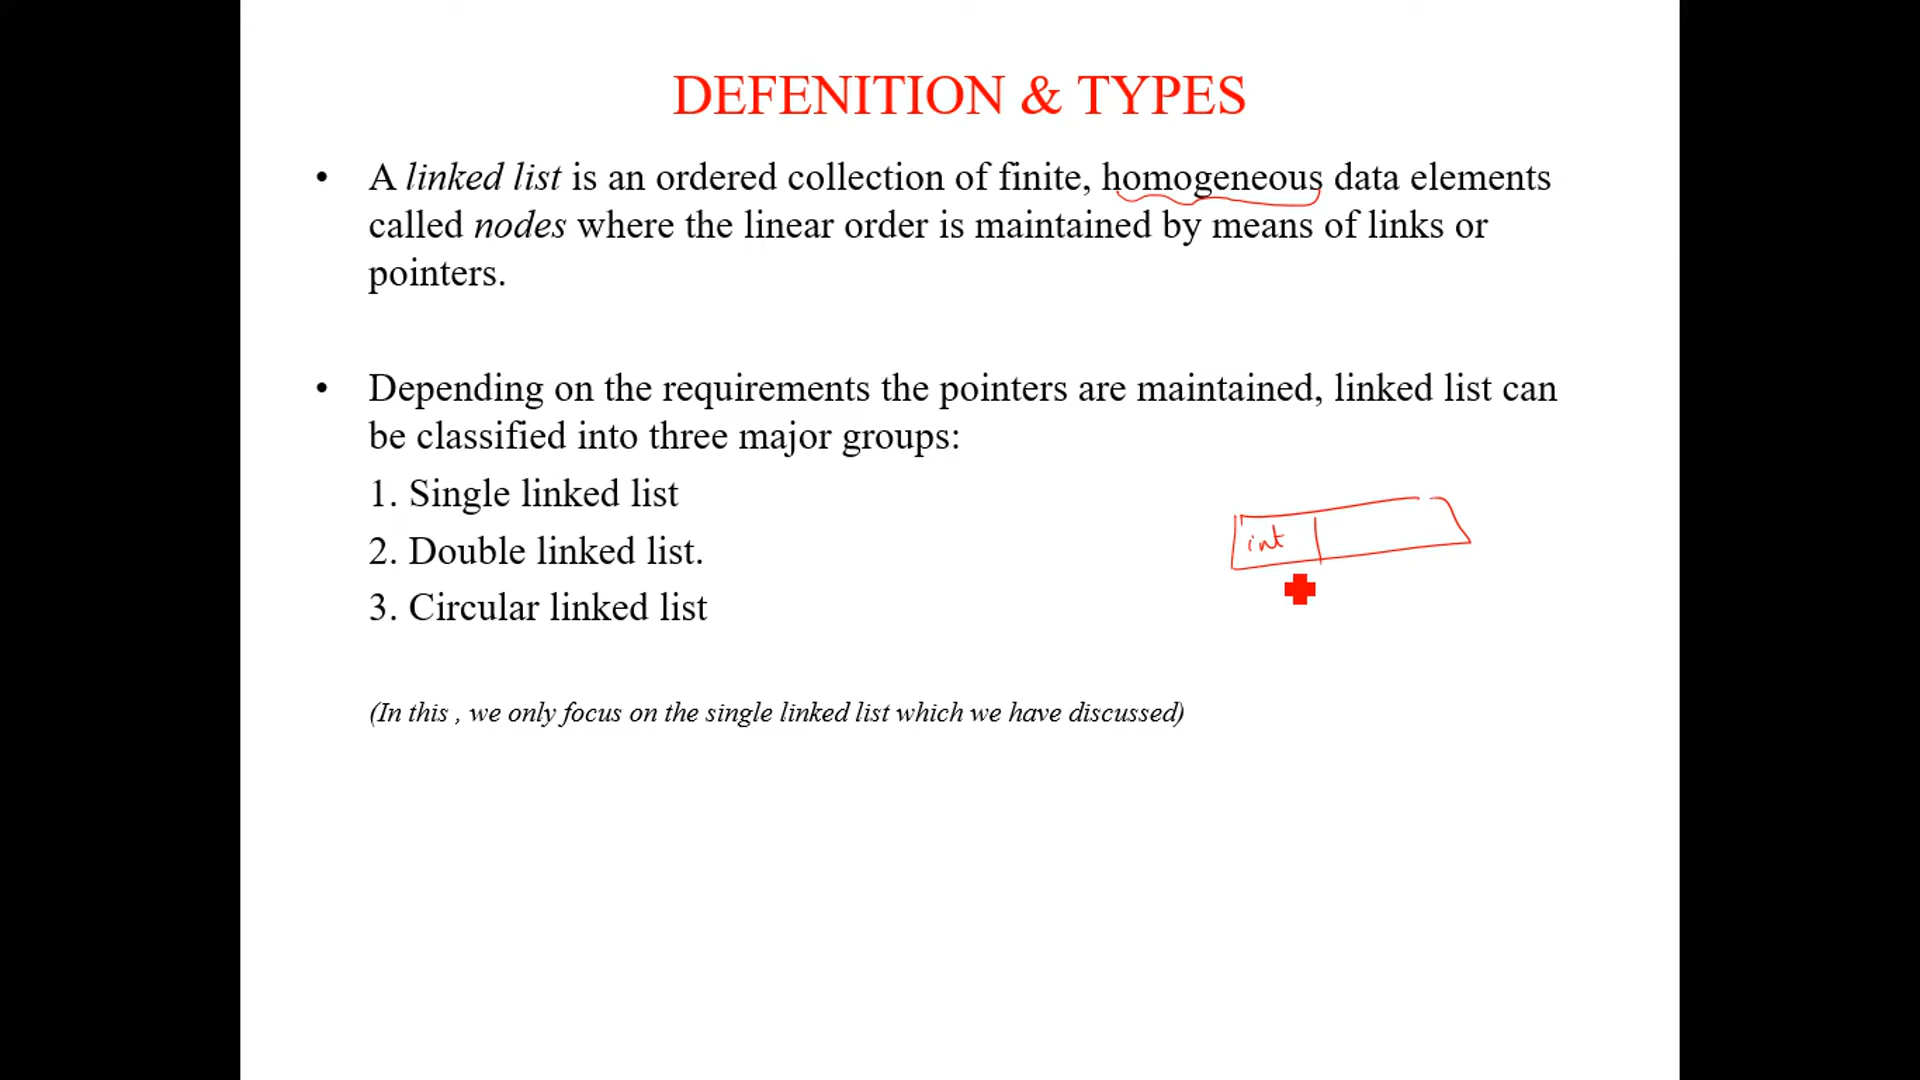 DEFENITION & TYPES
• A linked list is an ordered collection of finite, homogeneous data elements
called nodes where the linear order is maintained by means of links or
pointers.
• Depending on the requirements the pointers are maintained, linked list can
be classified into three major groups:
1. Single linked list
2. Double linked list.
3. Circular linked list
int
(In this , we only focus on the single linked list which we have discussed)